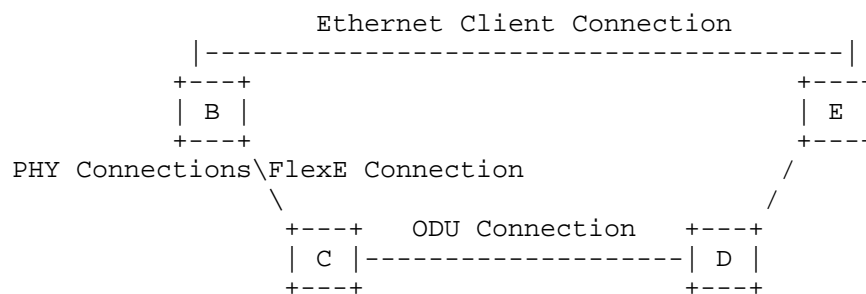 Ethernet Client Connection
|----------------------------------------|
+---+ +----
| B | | E
+---+ +----
PHY Connections\FlexE Connection /
\ /
+---+ ODU Connection +---+
| C |--------------------| D |
+---+ +---+